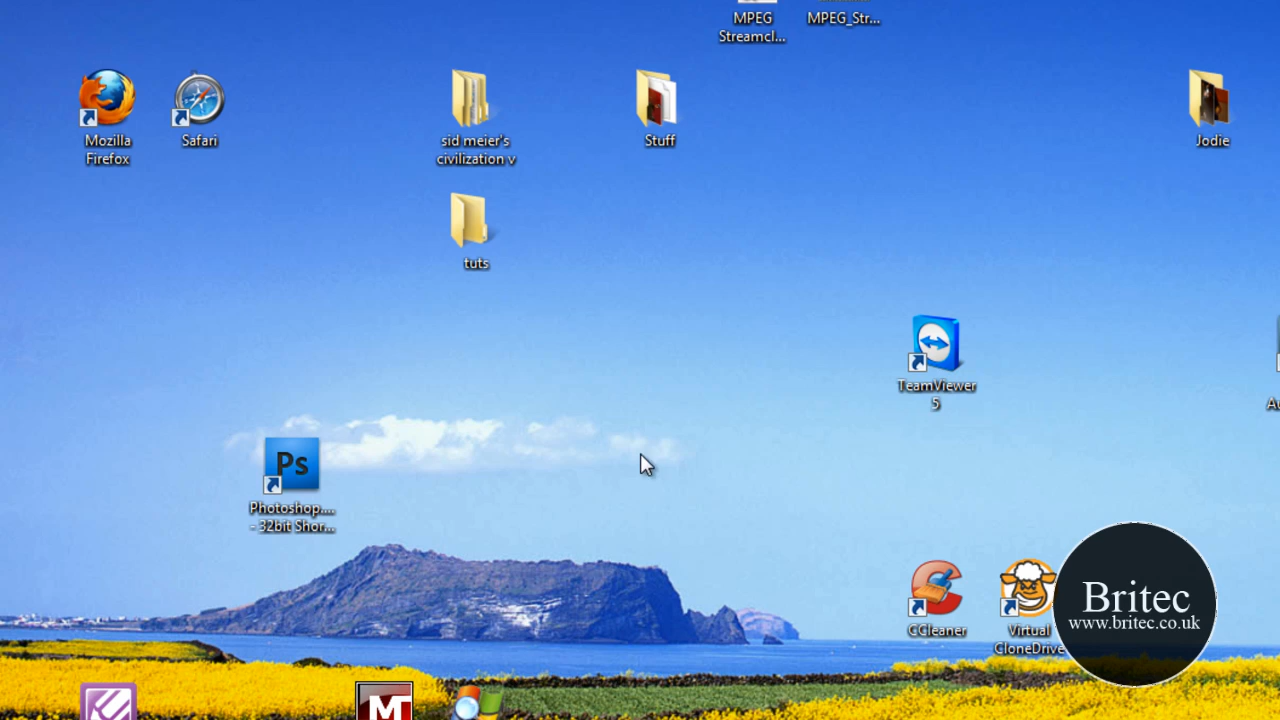 MPEG
Streamcl...
MPEG_Str...
Mozilla
Firefox
Safari
sid meier's
civilization v
Stuff
Jodie
tuts
TeamViewer
5
Ps
Photoshop....
- 32bit Shor...
CCleaner
Virtual
CloneDrive
Britec
www.britec.co.uk
M